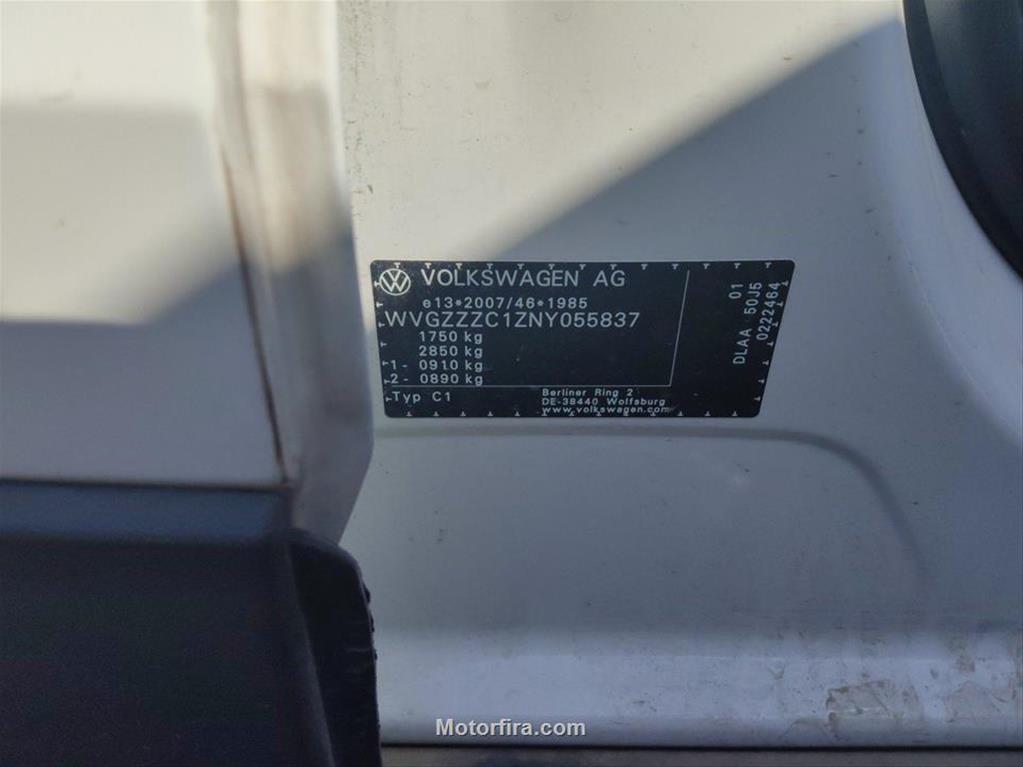 VOLKSWAGEN AG
e13*2007/46*1985
WVGZZZC1ZNY055837
1750 kg
2850 kg
1- 0910 kg
2- 0890 kg
Typ C1
Berliner Ring 2
DE-38440 Wolfsburg
www.volkswagen.com
01
DLAA 50J5
0222464
Motorfira.com